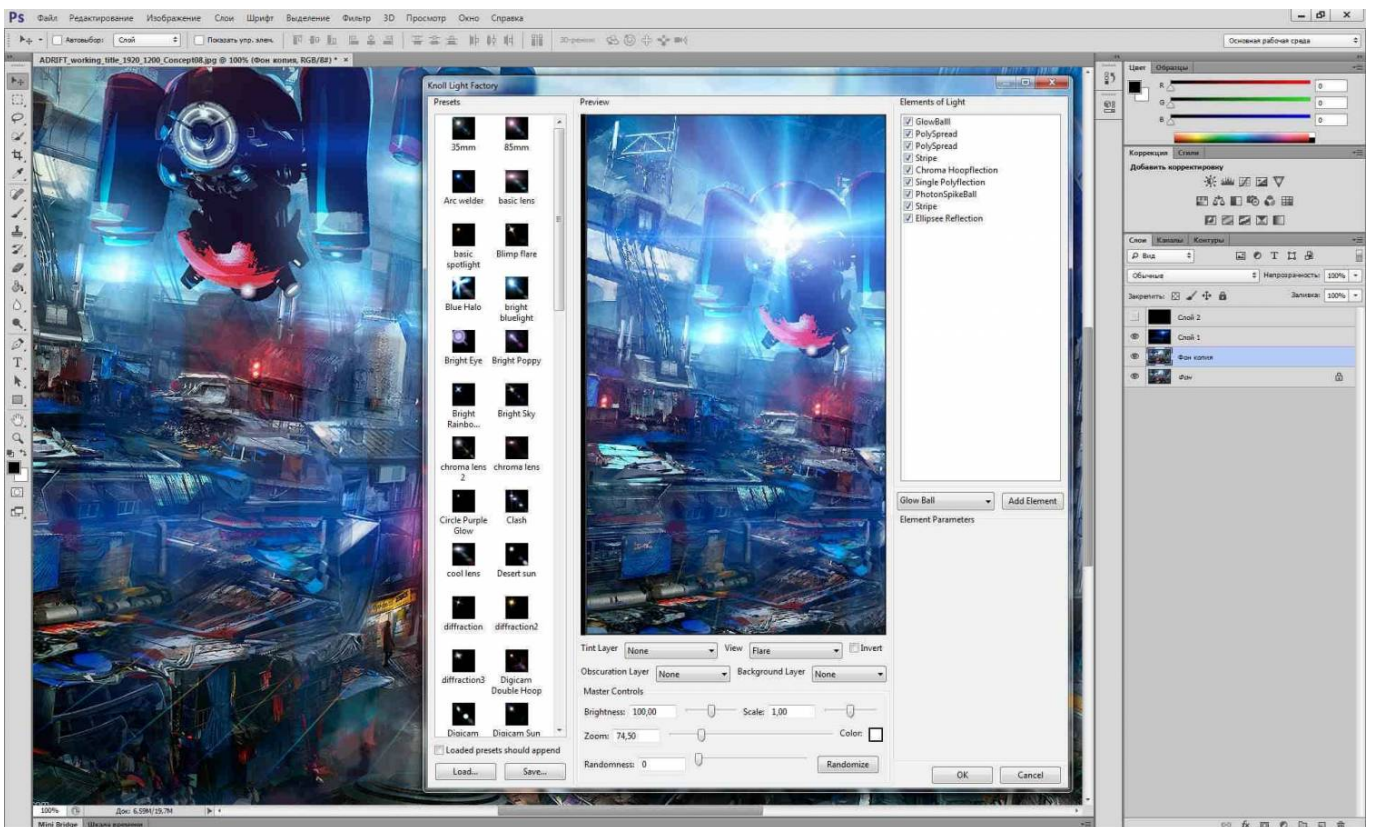 Ps Файл Редактирование Изображение Слои Шрифт Выделение Фильтр 3D Просмотр Окно Справка
Автовыбор: Слой Показать упр. элем. 3D-режим: Основная рабочая среда
ADRIFT_working_title_1920_1200_Concept08.jpg @ 100% (Фон копия, RGB/8#) * ×
Knoll Light Factory
Presets
35mm 85mm
Arc welder basic lens
basic spotlight Blimp flare
Blue Halo bright bluelight
Bright Eye Bright Poppy
Bright Rainbo... Bright Sky
chroma lens 2 chroma lens
Circle Purple Glow Clash
cool lens Desert sun
diffraction diffraction2
diffraction3 Digicam Double Hoop
Digicam Digicam Sun
Loaded presets should append
Load... Save...
Preview
Tint Layer None View Flare Invert
Obscuration Layer None Background Layer None
Master Controls
Brightness: 100,00 Scale: 1,00
Zoom: 74,50 Color:
Randomness: 0 Randomize
Elements of Light
GlowBalll
PolySpread
PolySpread
Stripe
Chroma Hoopflection
Single Polyflection
PhotonSpikeBall
Stripe
Ellipsee Reflection
Glow Ball Add Element
Element Parameters
OK Cancel
Цвет Образцы
R 0
G 0
B 0
Коррекция Стили
Добавить корректировку
Слои Каналы Контуры
Вид
Обычные Непрозрачность: 100%
Закрепить: Заливка: 100%
Слой 2
Слой 1
Фон копия
Фон
100% Док: 6,59M/19,7M
Mini Bridge Шкала времени